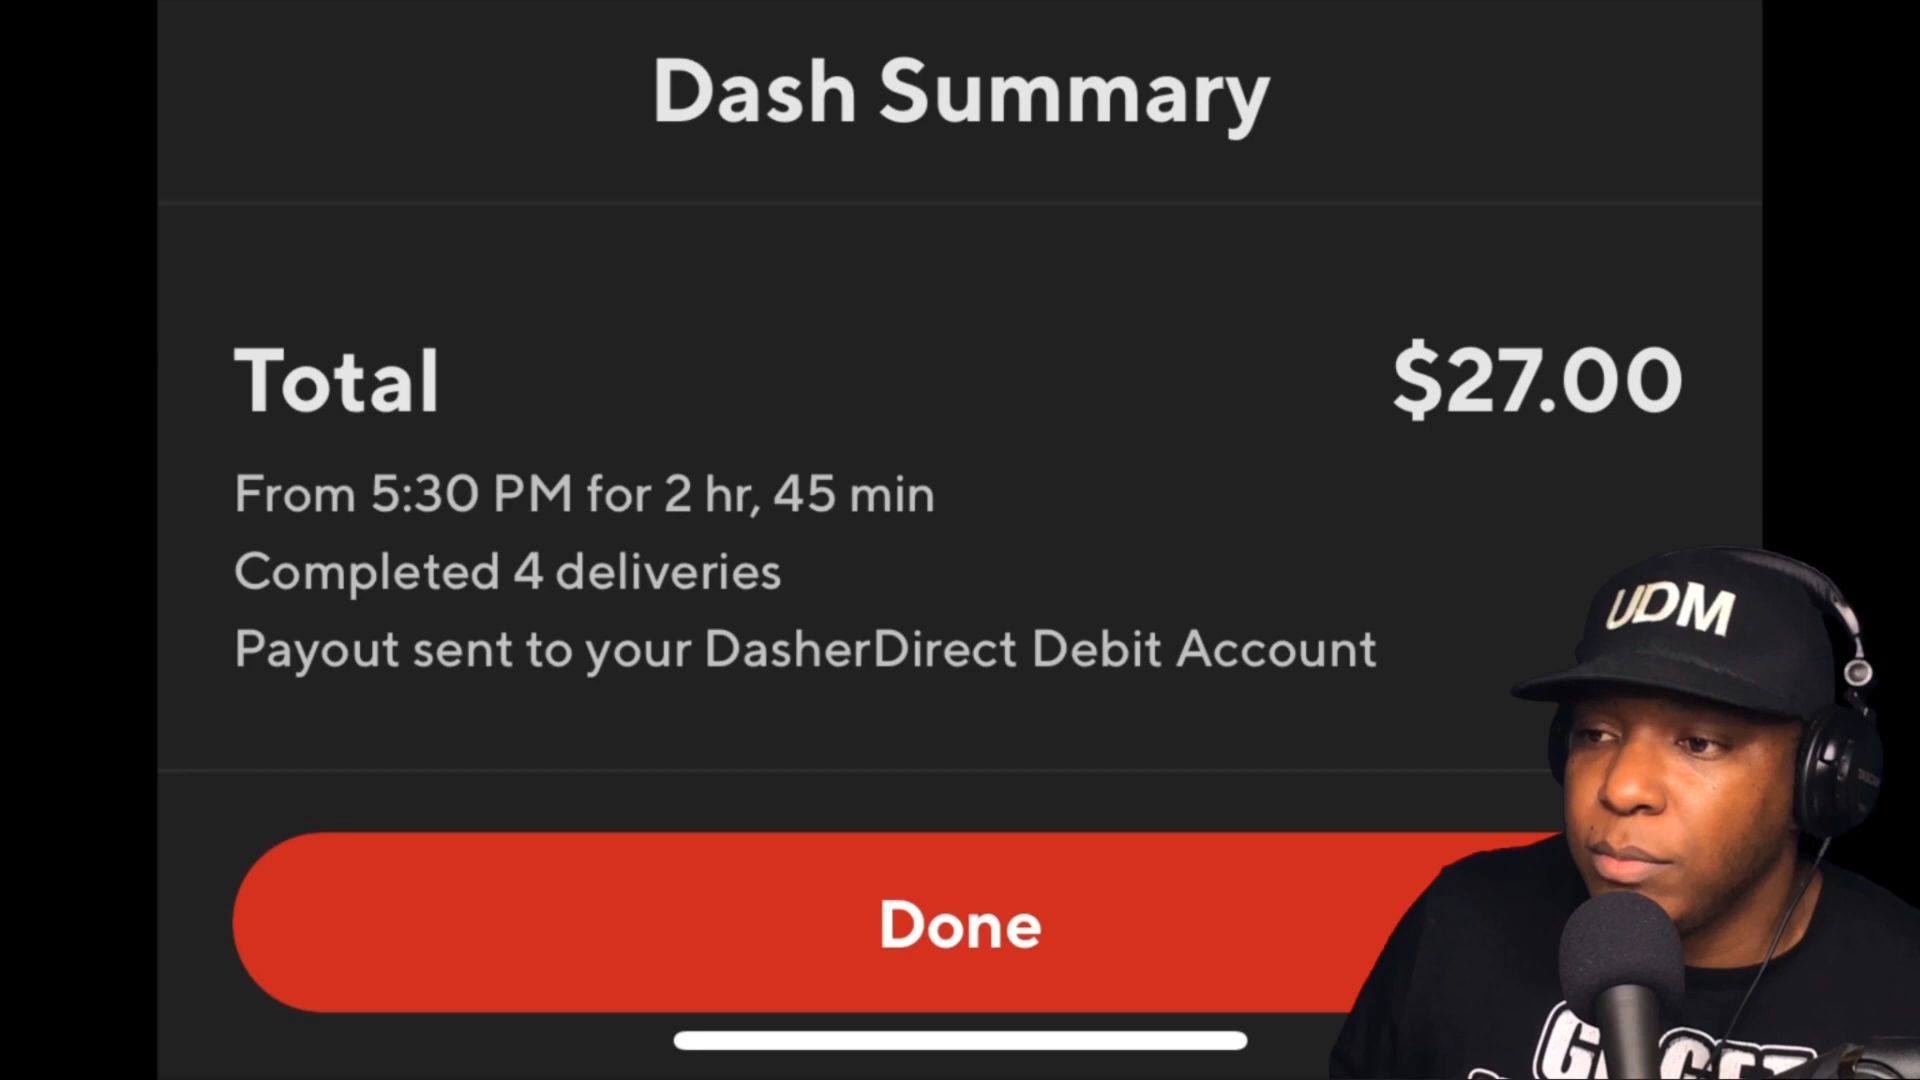 Dash Summary
Total
$27.00
From 5:30 PM for 2 hr, 45 min
Completed 4 deliveries
Payout sent to your DasherDirect Debit Account
UDM
Done